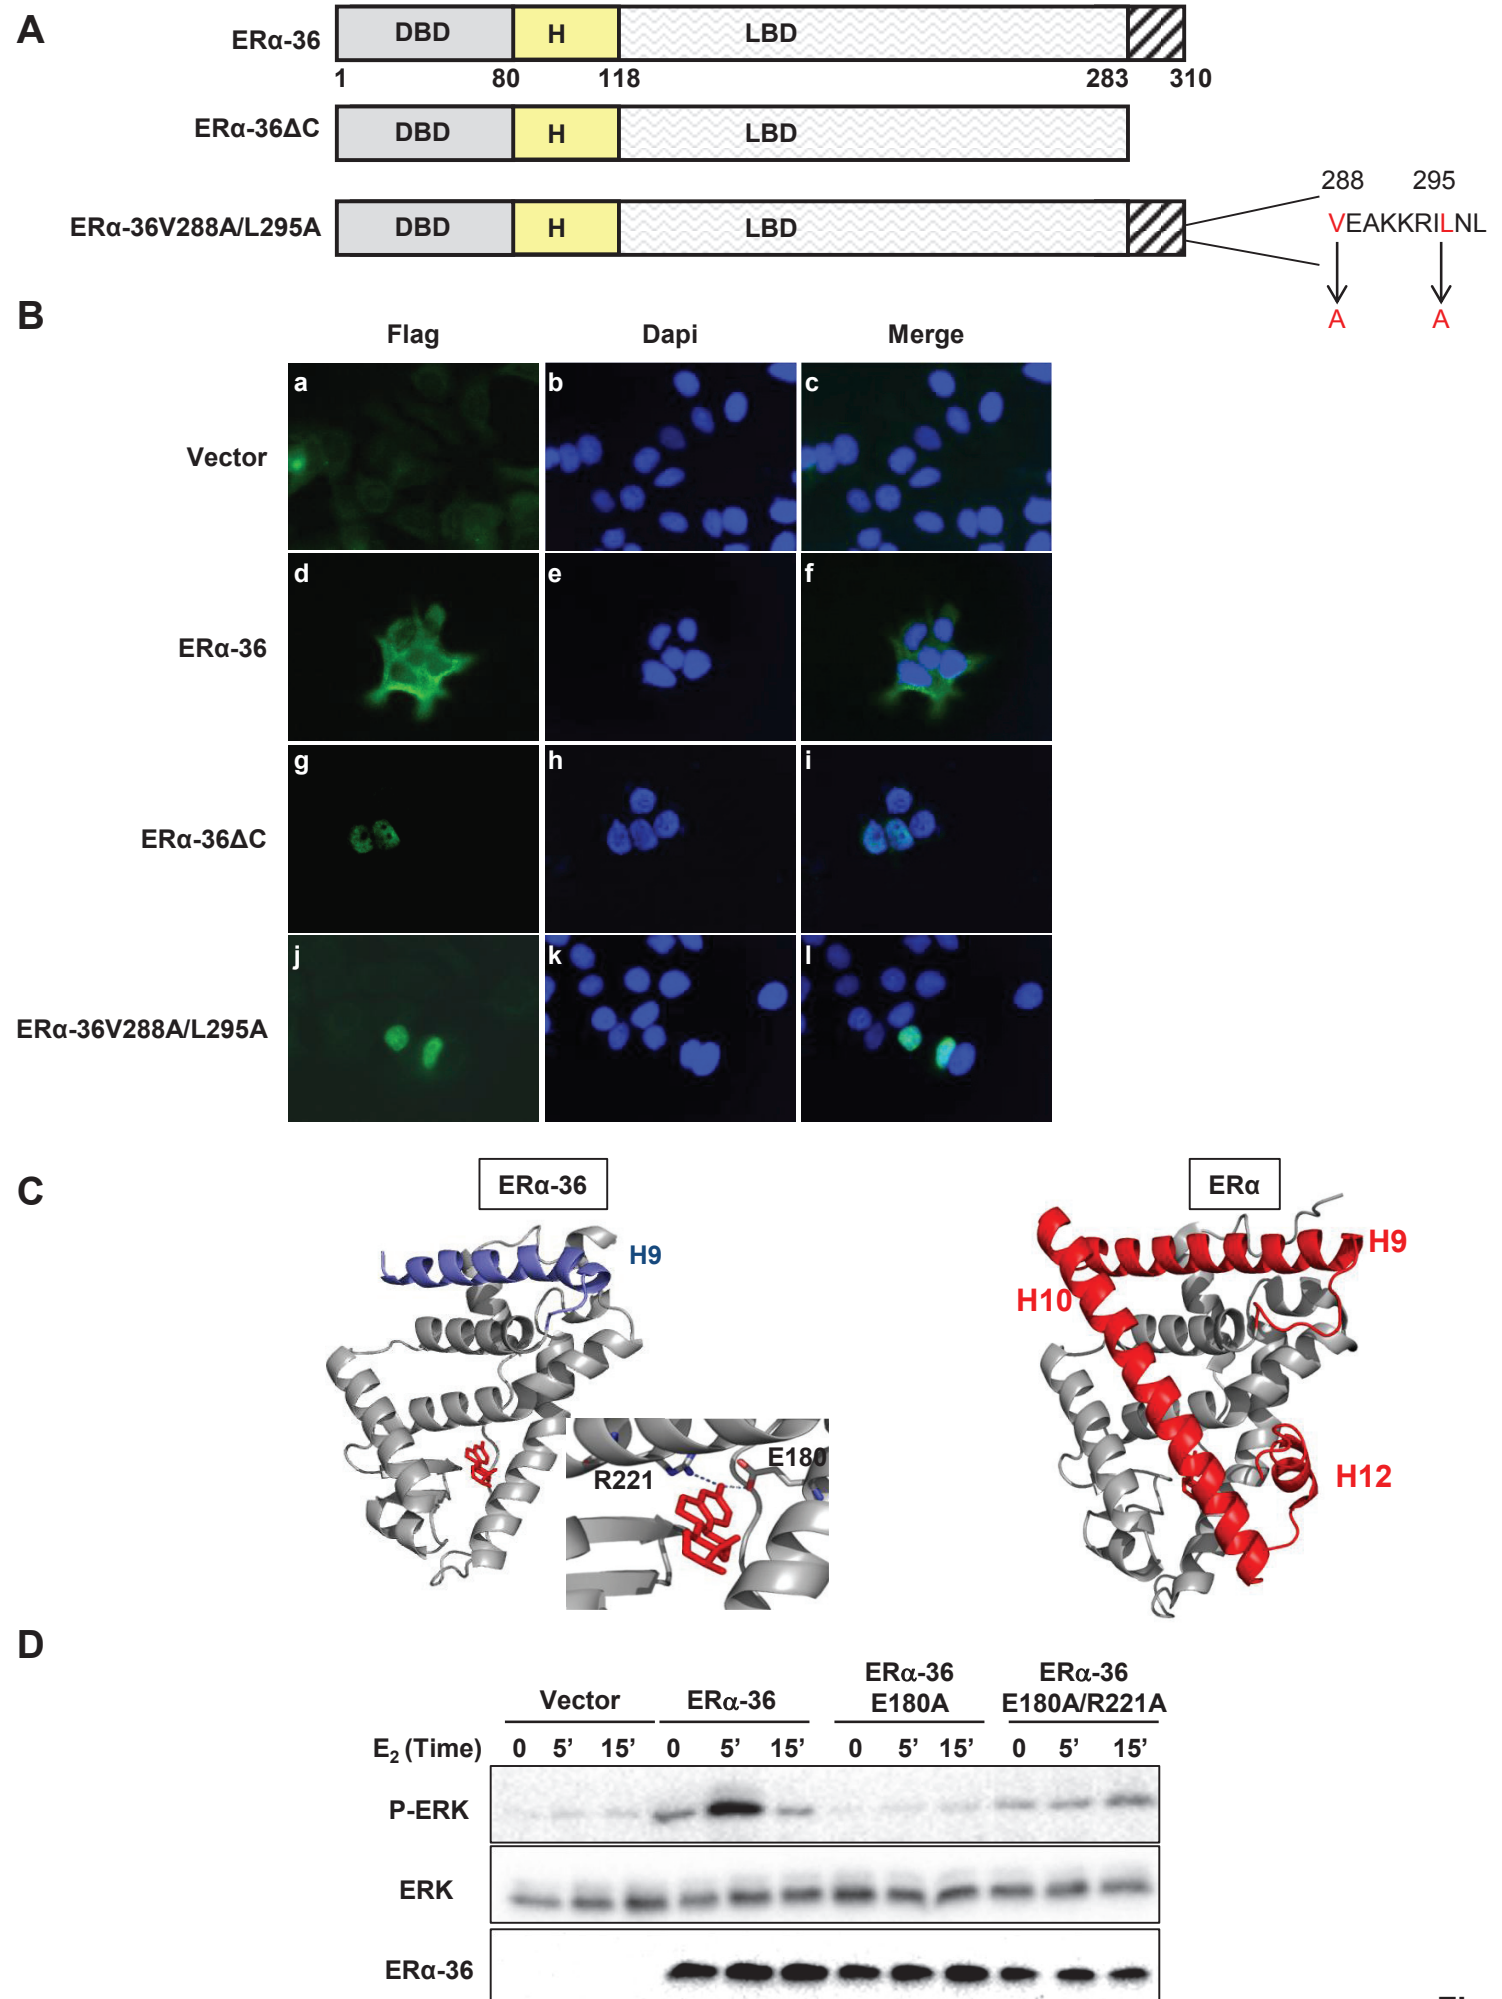 A
ERα-36
DBD H LBD
1 80 118 283 310
ERα-36ΔC
DBD H LBD
288 295
ERα-36V288A/L295A
DBD H LBD
VEAKKRILNL
A A
B
Flag Dapi Merge
a b c
Vector
d e f
ERα-36
g h i
ERα-36ΔC
j k l
ERα-36V288A/L295A
C
ERα-36 ERα
H9 H9
H10
R221 E180
H12
D
Vector ERα-36 ERα-36 E180A ERα-36 E180A/R221A
E₂ (Time) 0 5’ 15’ 0 5’ 15’ 0 5’ 15’ 0 5’ 15’
P-ERK
ERK
ERα-36